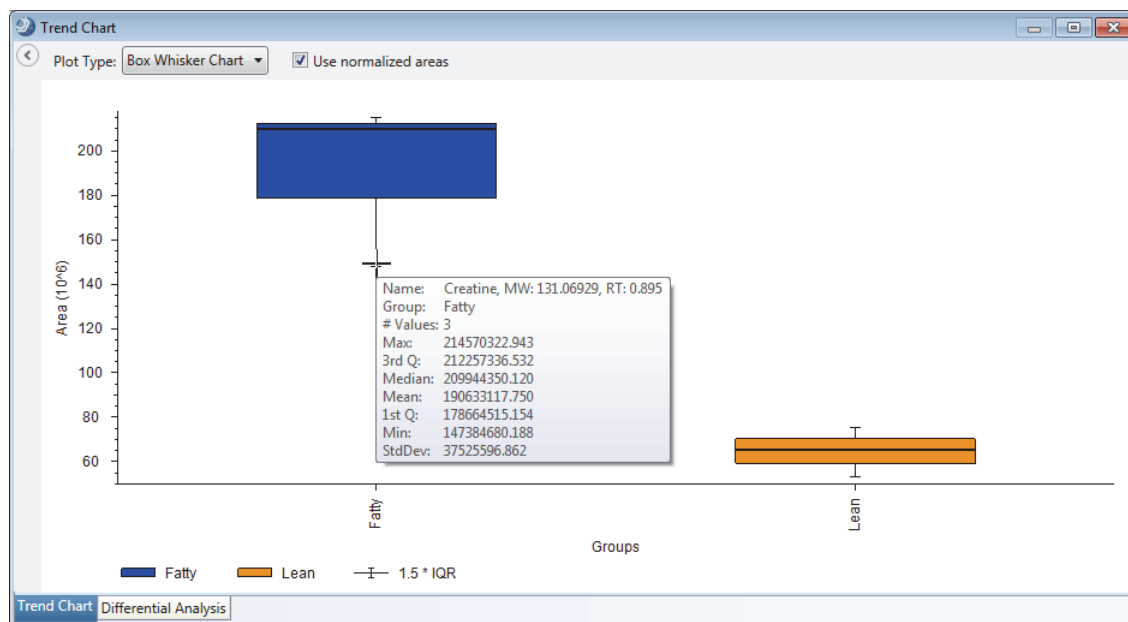 Trend Chart
Plot Type: Box Whisker Chart Use normalized areas
200
180
160
140
120
100
80
60
Area (10^6)
Name: Creatine, MW: 131.06929, RT: 0.895
Group: Fatty
# Values: 3
Max: 214570322.943
3rd Q: 212257336.532
Median: 209944350.120
Mean: 190633117.750
1st Q: 178664515.154
Min: 147384680.188
StdDev: 37525596.862
Fatty
Lean
Groups
Fatty Lean 1.5 * IQR
Trend Chart Differential Analysis